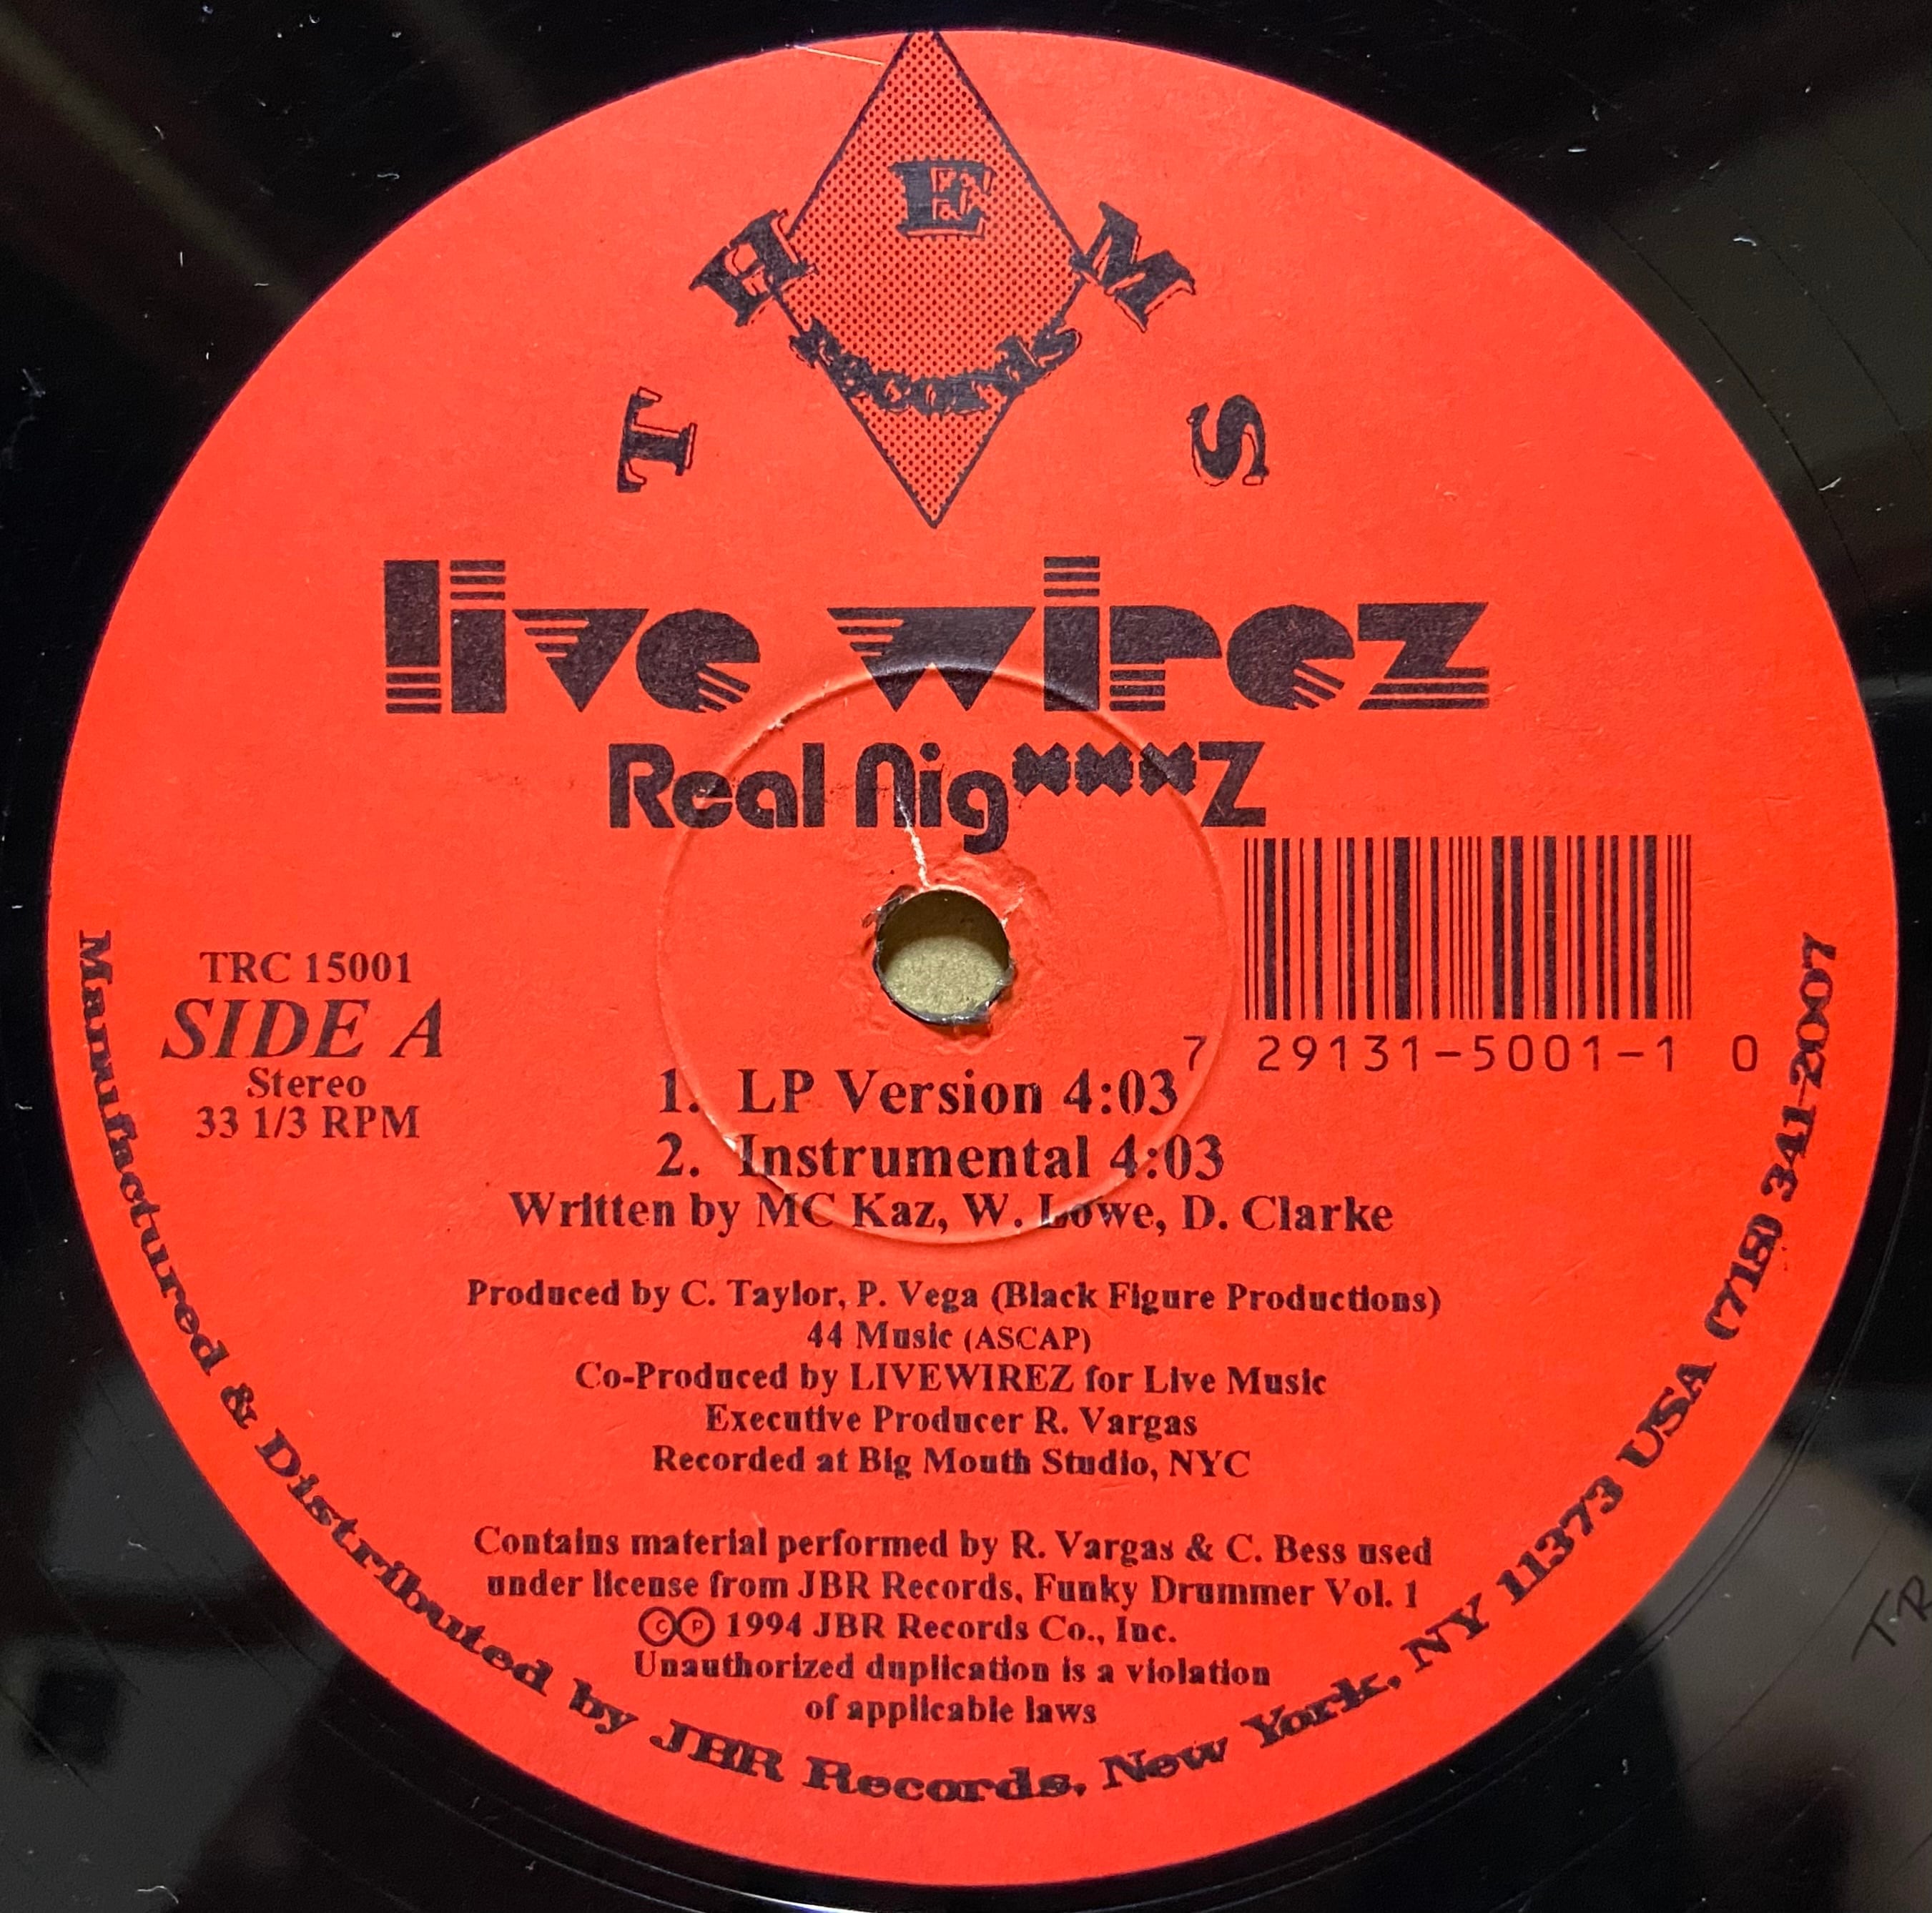 THEMS
records
live wirez
Real Nig***Z
TRC 15001
SIDE A
Stereo
33 1/3 RPM
7 29131-5001-1 0
1. LP Version 4:03
2. Instrumental 4:03
Written by MC Kaz, W. Lowe, D. Clarke
Produced by C. Taylor, P. Vega (Black Figure Productions)
44 Music (ASCAP)
Co-Produced by LIVEWIREZ for Live Music
Executive Producer R. Vargas
Recorded at Big Mouth Studio, NYC
Contains material performed by R. Vargas & C. Bess used
under license from JBR Records, Funky Drummer Vol. 1
©℗ 1994 JBR Records Co., Inc.
Unauthorized duplication is a violation
of applicable laws
Manufactured & Distributed by JBR Records, New York, NY 11373 USA (718) 341-2007
TR